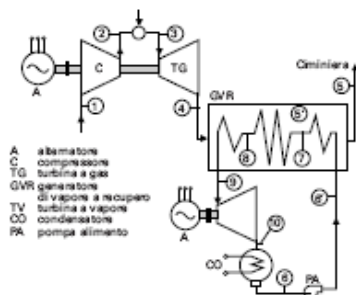 2
3
C
TG
A
1
4
Ciminiera
5
GVR
5'
8
7
9
6'
A
10
CO
6
PA
A alternatore
C compressore
TG turbina a gas
GVR generatore
di vapore a recupero
TV turbina a vapore
CO condensatore
PA pompa alimento